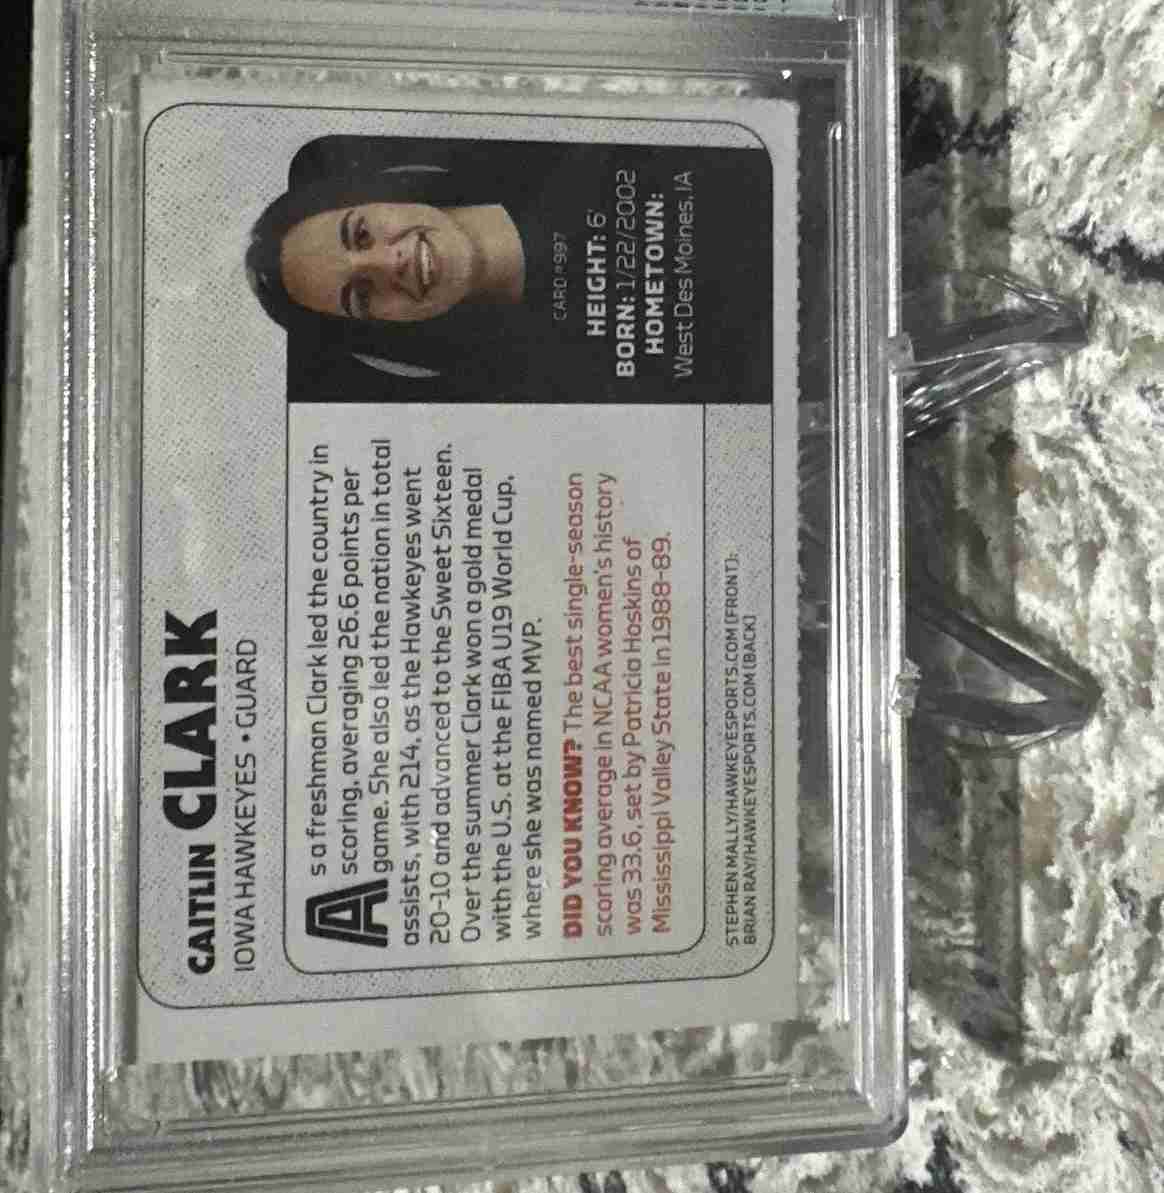 CAITLIN CLARK
IOWA HAWKEYES • GUARD
As a freshman Clark led the country in
scoring, averaging 26.6 points per
game. She also led the nation in total
assists, with 214, as the Hawkeyes went
20-10 and advanced to the Sweet Sixteen.
Over the summer Clark won a gold medal
with the U.S. at the FIBA U19 World Cup,
where she was named MVP.
DID YOU KNOW? The best single-season
scoring average in NCAA women's history
was 33.6, set by Patricia Hoskins of
Mississippi Valley State in 1988-89.
STEPHEN MALLY/HAWKEYESPORTS.COM (FRONT);
BRIAN RAY/HAWKEYESPORTS.COM (BACK)
CARD #997
HEIGHT: 6'
BORN: 1/22/2002
HOMETOWN:
West Des Moines, IA